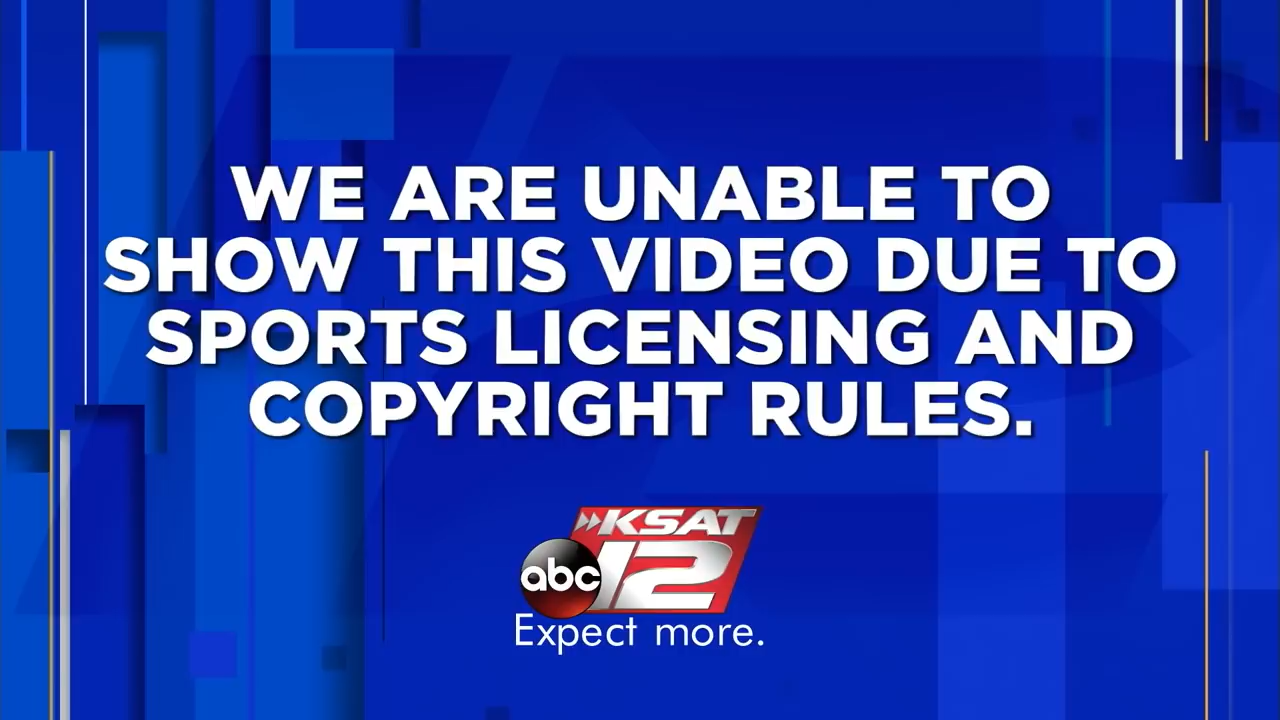 WE ARE UNABLE TO
SHOW THIS VIDEO DUE TO
SPORTS LICENSING AND
COPYRIGHT RULES.
KSAT
abc 12
Expect more.